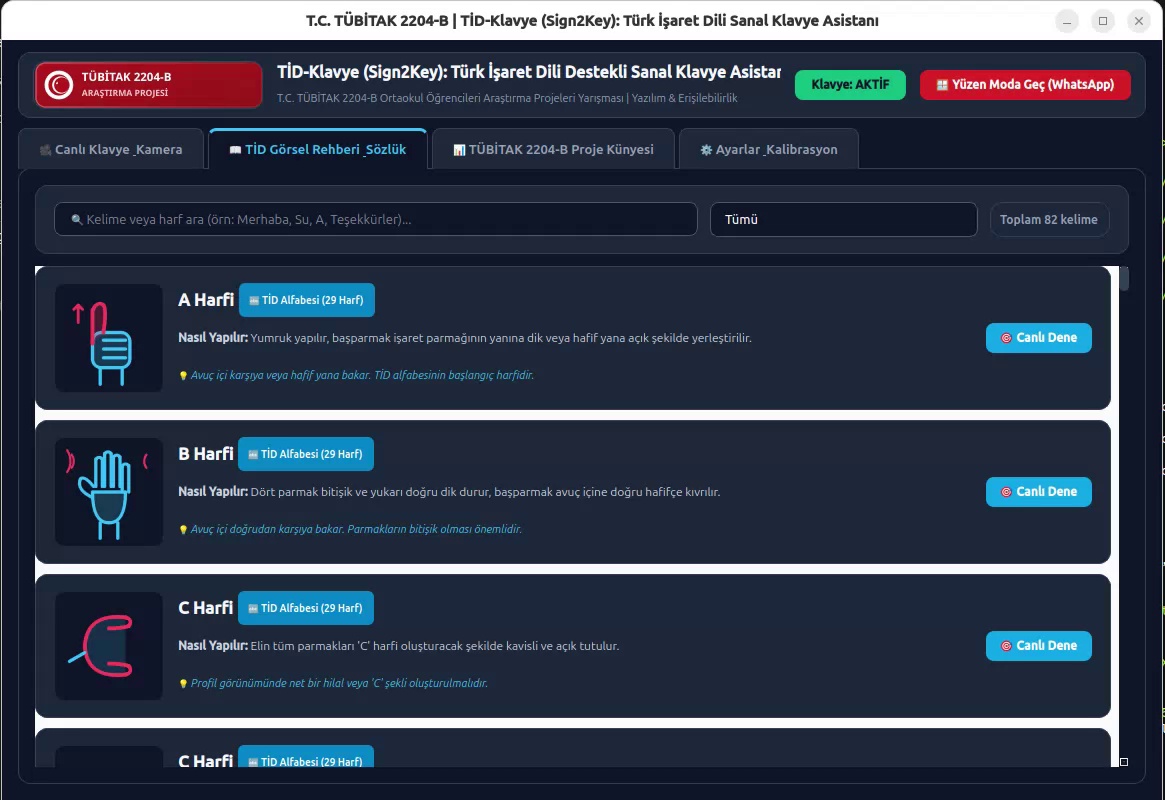 T.C. TÜBİTAK 2204-B | TİD-Klavye (Sign2Key): Türk İşaret Dili Sanal Klavye Asistanı
TÜBİTAK 2204-B
ARAŞTIRMA PROJESİ
TİD-Klavye (Sign2Key): Türk İşaret Dili Destekli Sanal Klavye Asistan
T.C. TÜBİTAK 2204-B Ortaokul Öğrencileri Araştırma Projeleri Yarışması | Yazılım & Erişilebilirlik
Klavye: AKTİF
Yüzen Moda Geç (WhatsApp)
Canlı Klavye _Kamera
TİD Görsel Rehberi _Sözlük
TÜBİTAK 2204-B Proje Künyesi
Ayarlar _Kalibrasyon
Kelime veya harf ara (örn: Merhaba, Su, A, Teşekkürler)...
Tümü
Toplam 82 kelime
A Harfi
TİD Alfabesi (29 Harf)
Nasıl Yapılır: Yumruk yapılır, başparmak işaret parmağının yanına dik veya hafif yana açık şekilde yerleştirilir.
Avuç içi karşıya veya hafif yana bakar. TİD alfabesinin başlangıç harfidir.
Canlı Dene
B Harfi
TİD Alfabesi (29 Harf)
Nasıl Yapılır: Dört parmak bitişik ve yukarı doğru dik durur, başparmak avuç içine doğru hafifçe kıvrılır.
Avuç içi doğrudan karşıya bakar. Parmakların bitişik olması önemlidir.
Canlı Dene
C Harfi
TİD Alfabesi (29 Harf)
Nasıl Yapılır: Elin tüm parmakları 'C' harfi oluşturacak şekilde kavisli ve açık tutulur.
Profil görünümünde net bir hilal veya 'C' şekli oluşturulmalıdır.
Canlı Dene
Harfi
TİD Alfabesi (29 Harf)